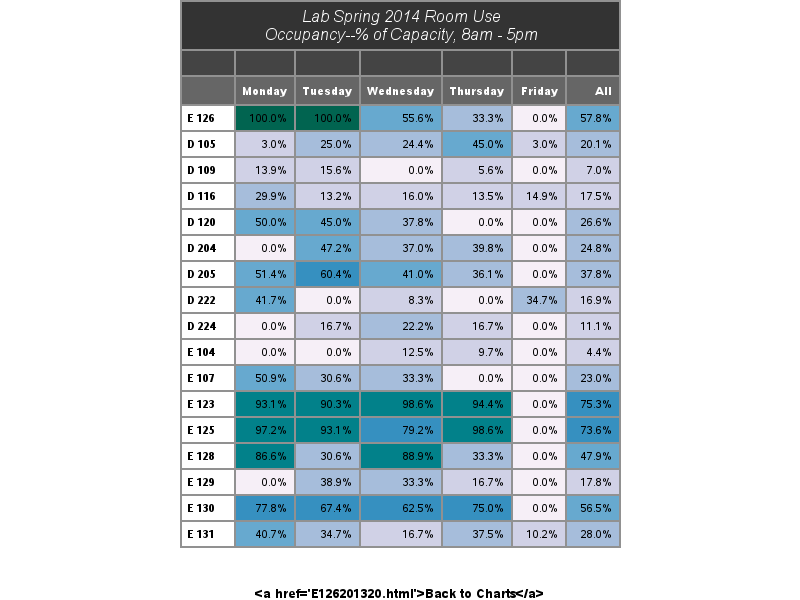 Lab Spring 2014 Room Use
Occupancy--% of Capacity, 8am - 5pm
Monday Tuesday Wednesday Thursday Friday All
E 126 100.0% 100.0% 55.6% 33.3% 0.0% 57.8%
D 105 3.0% 25.0% 24.4% 45.0% 3.0% 20.1%
D 109 13.9% 15.6% 0.0% 5.6% 0.0% 7.0%
D 116 29.9% 13.2% 16.0% 13.5% 14.9% 17.5%
D 120 50.0% 45.0% 37.8% 0.0% 0.0% 26.6%
D 204 0.0% 47.2% 37.0% 39.8% 0.0% 24.8%
D 205 51.4% 60.4% 41.0% 36.1% 0.0% 37.8%
D 222 41.7% 0.0% 8.3% 0.0% 34.7% 16.9%
D 224 0.0% 16.7% 22.2% 16.7% 0.0% 11.1%
E 104 0.0% 0.0% 12.5% 9.7% 0.0% 4.4%
E 107 50.9% 30.6% 33.3% 0.0% 0.0% 23.0%
E 123 93.1% 90.3% 98.6% 94.4% 0.0% 75.3%
E 125 97.2% 93.1% 79.2% 98.6% 0.0% 73.6%
E 128 86.6% 30.6% 88.9% 33.3% 0.0% 47.9%
E 129 0.0% 38.9% 33.3% 16.7% 0.0% 17.8%
E 130 77.8% 67.4% 62.5% 75.0% 0.0% 56.5%
E 131 40.7% 34.7% 16.7% 37.5% 10.2% 28.0%
<a href='E126201320.html'>Back to Charts</a>